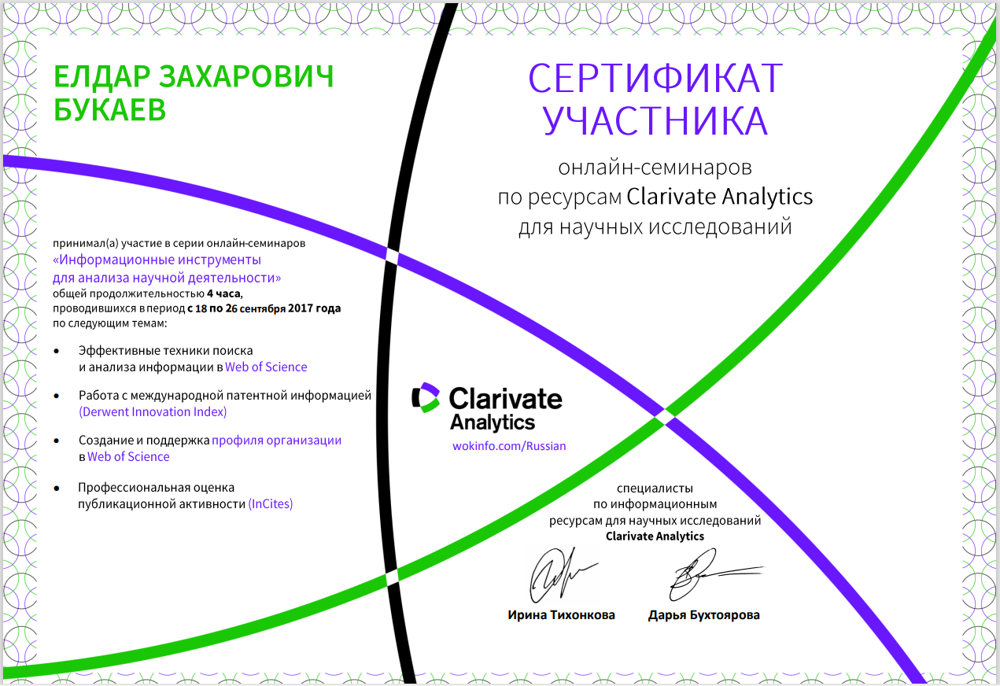 ЕЛДАР ЗАХАРОВИЧ
БУКАЕВ
принимал(а) участие в серии онлайн-семинаров
«Информационные инструменты
для анализа научной деятельности»
общей продолжительностью 4 часа,
проводившихся в период с 18 по 26 сентября 2017 года
по следующим темам:
• Эффективные техники поиска
и анализа информации в Web of Science
• Работа с международной патентной информацией
(Derwent Innovation Index)
• Создание и поддержка профиля организации
в Web of Science
• Профессиональная оценка
публикационной активности (InCites)
СЕРТИФИКАТ
УЧАСТНИКА
онлайн-семинаров
по ресурсам Clarivate Analytics
для научных исследований
Clarivate
Analytics
wokinfo.com/Russian
специалисты
по информационным
ресурсам для научных исследований
Clarivate Analytics
Ирина Тихонкова Дарья Бухтоярова